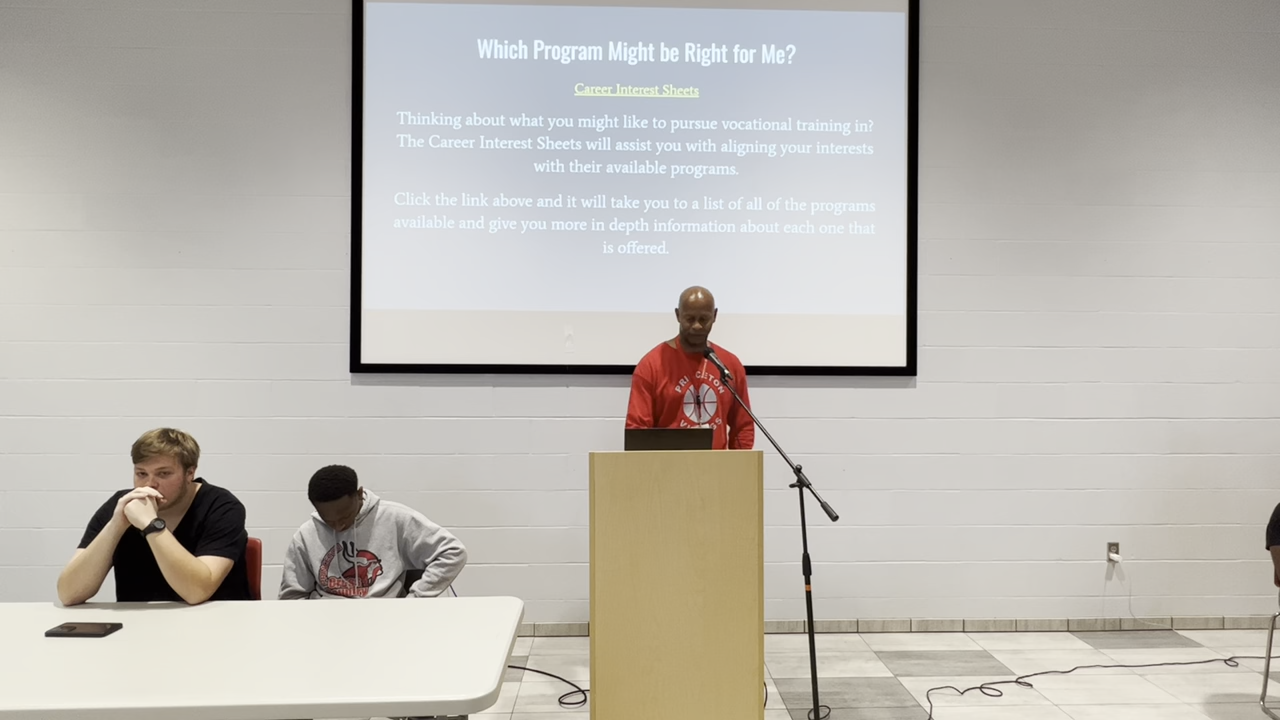 Which Program Might be Right for Me?
Career Interest Sheets
Thinking about what you might like to pursue vocational training in?
The Career Interest Sheets will assist you with aligning your interests
with their available programs.
Click the link above and it will take you to a list of all of the programs
available and give you more in depth information about each one that
is offered.